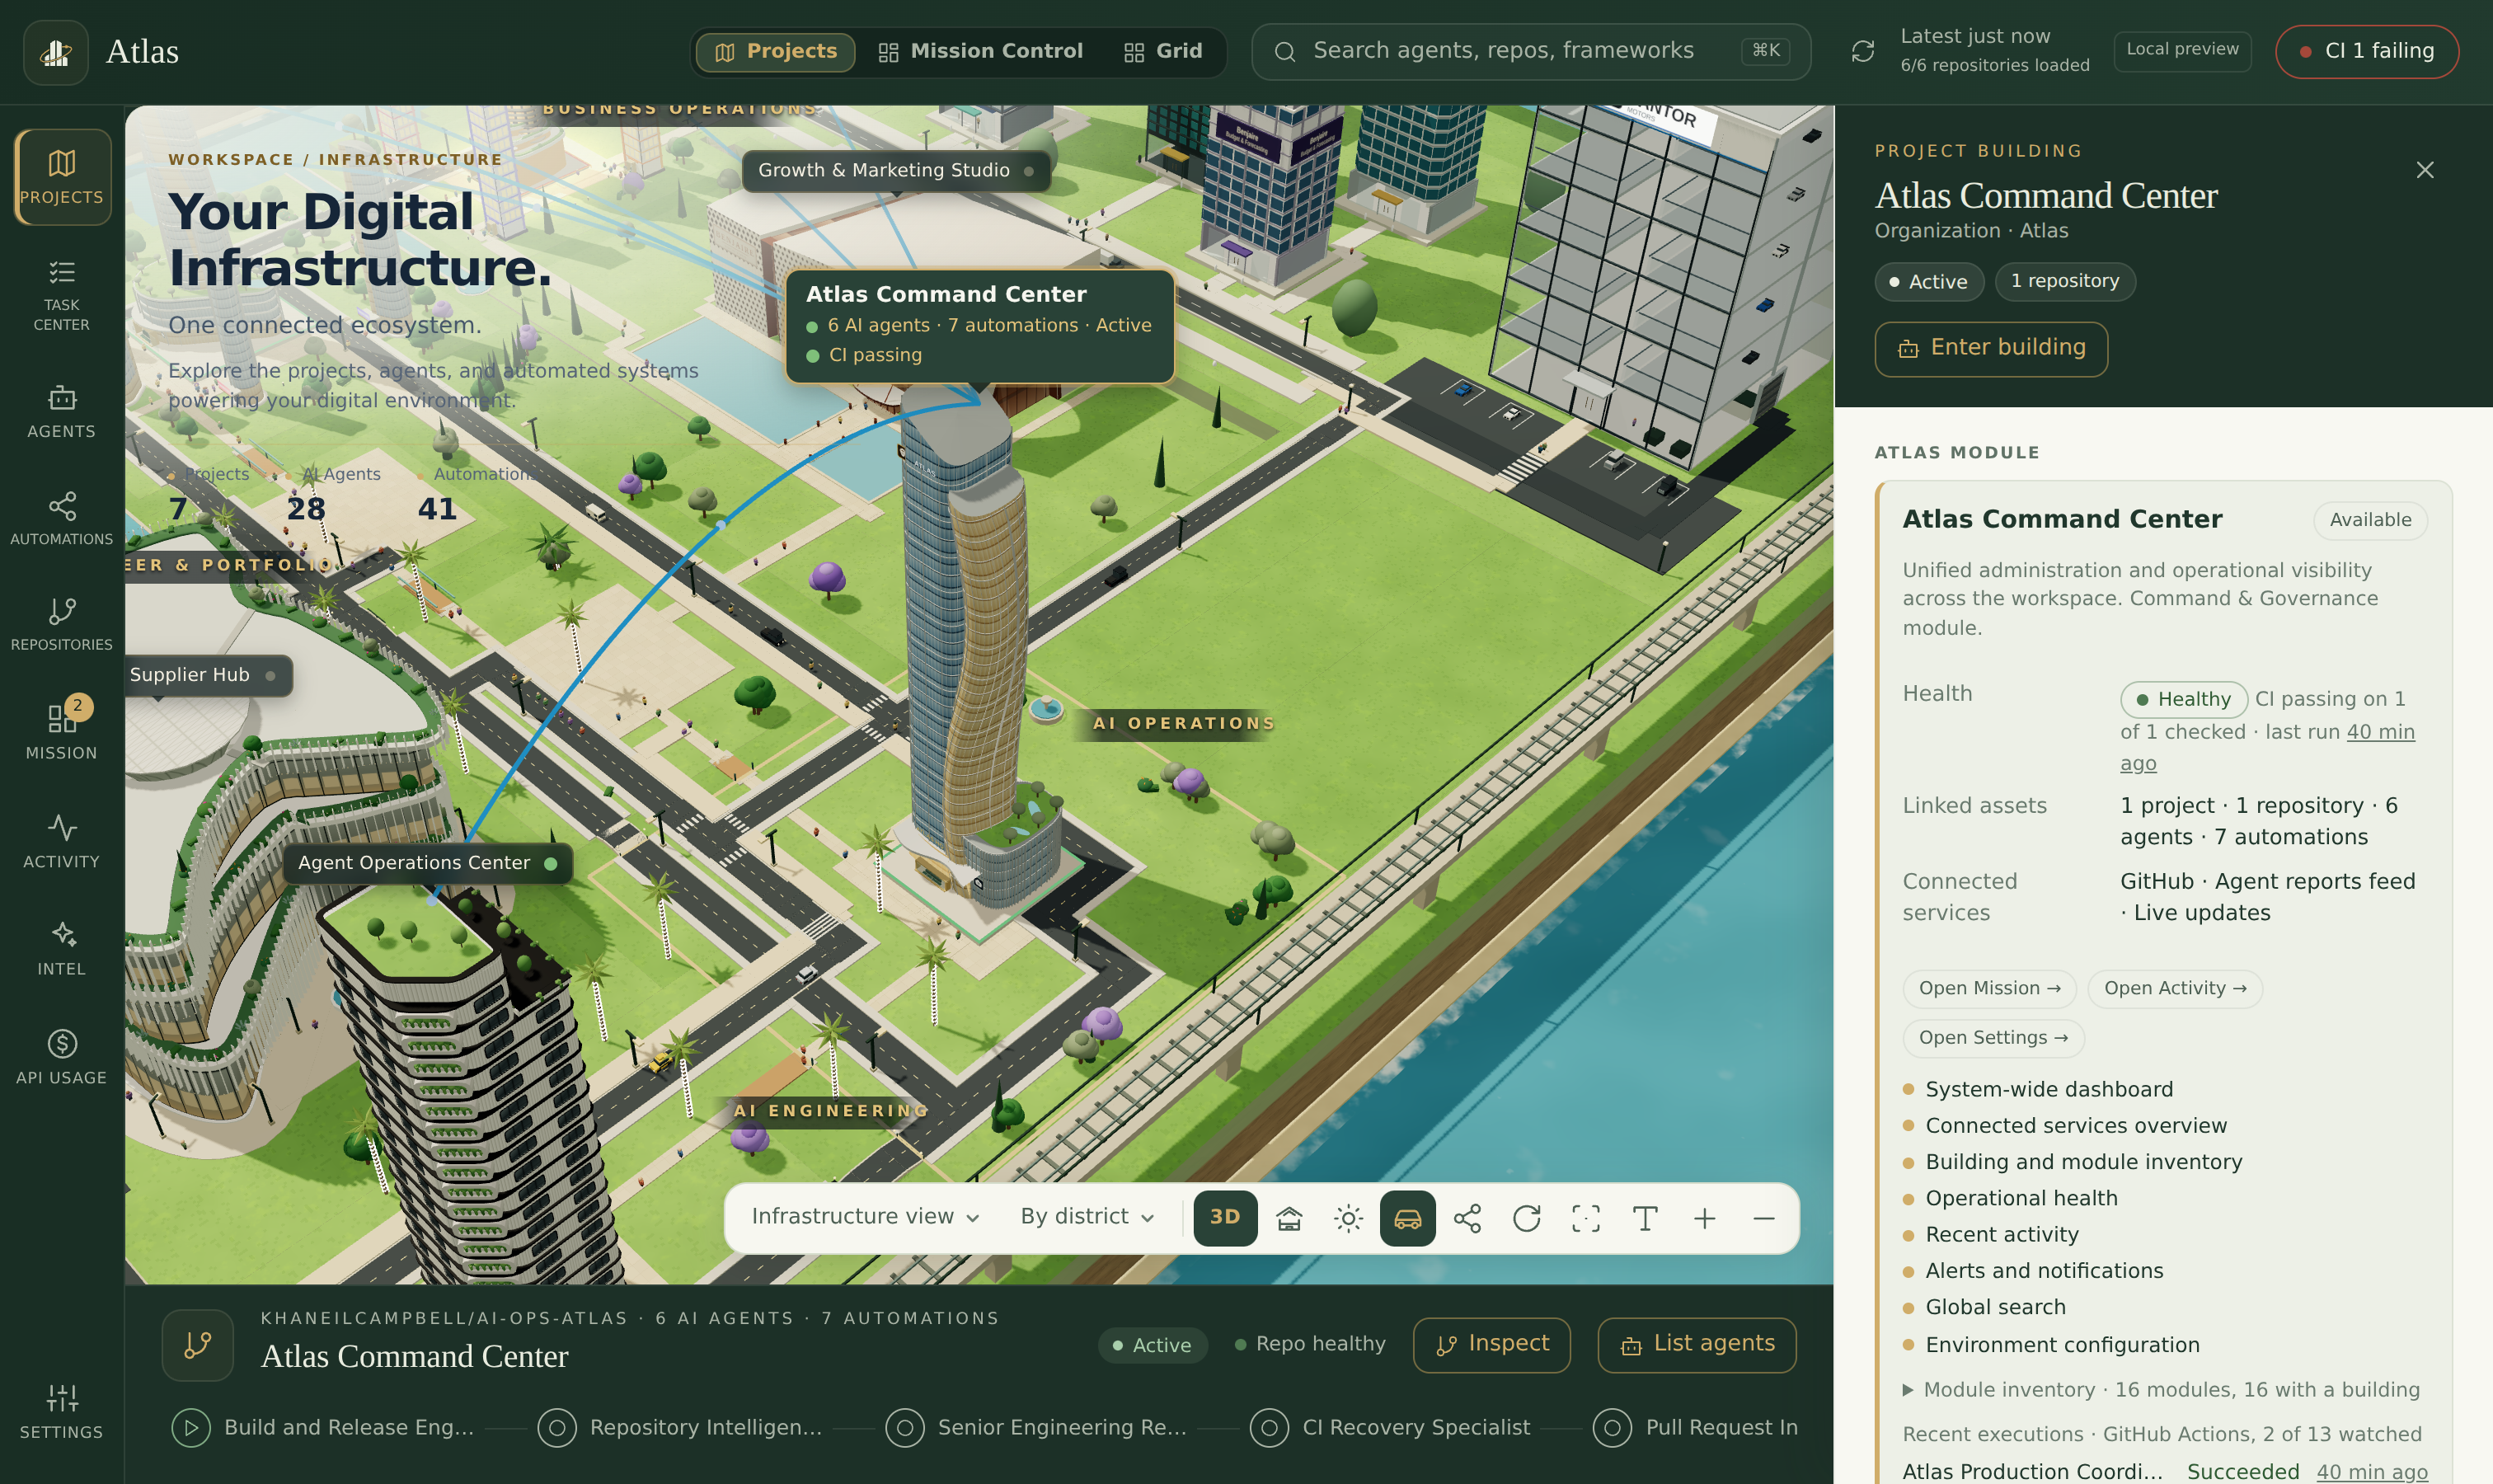 Atlas
Projects
Mission Control
Grid
Search agents, repos, frameworks
⌘K
Latest just now
6/6 repositories loaded
Local preview
CI 1 failing
PROJECTS
TASK
CENTER
AGENTS
AUTOMATIONS
REPOSITORIES
2
MISSION
ACTIVITY
INTEL
API USAGE
SETTINGS
BUSINESS OPERATIONS
WORKSPACE / INFRASTRUCTURE
Your Digital
Infrastructure.
One connected ecosystem.
Explore the projects, agents, and automated systems
powering your digital environment.
Projects
7
AI Agents
28
Automations
41
Growth & Marketing Studio
Benjaire
Budget & Forecasting
Benjaire
Budget & Forecasting
MOTORS
Atlas Command Center
6 AI agents · 7 automations · Active
CI passing
ATLAS
EER & PORTFOLIO
Supplier Hub
AI OPERATIONS
Agent Operations Center
AI ENGINEERING
Infrastructure view
By district
3D
KHANEILCAMPBELL/AI-OPS-ATLAS · 6 AI AGENTS · 7 AUTOMATIONS
Atlas Command Center
Active
Repo healthy
Inspect
List agents
Build and Release Eng...
Repository Intelligen...
Senior Engineering Re...
CI Recovery Specialist
Pull Request In
PROJECT BUILDING
Atlas Command Center
Organization · Atlas
Active
1 repository
Enter building
ATLAS MODULE
Atlas Command Center
Available
Unified administration and operational visibility
across the workspace. Command & Governance
module.
Health
Healthy CI passing on 1
of 1 checked · last run 40 min
ago
Linked assets
1 project · 1 repository · 6
agents · 7 automations
Connected
services
GitHub · Agent reports feed
· Live updates
Open Mission →
Open Activity →
Open Settings →
System-wide dashboard
Connected services overview
Building and module inventory
Operational health
Recent activity
Alerts and notifications
Global search
Environment configuration
Module inventory · 16 modules, 16 with a building
Recent executions · GitHub Actions, 2 of 13 watched
Atlas Production Coordi... Succeeded 40 min ago